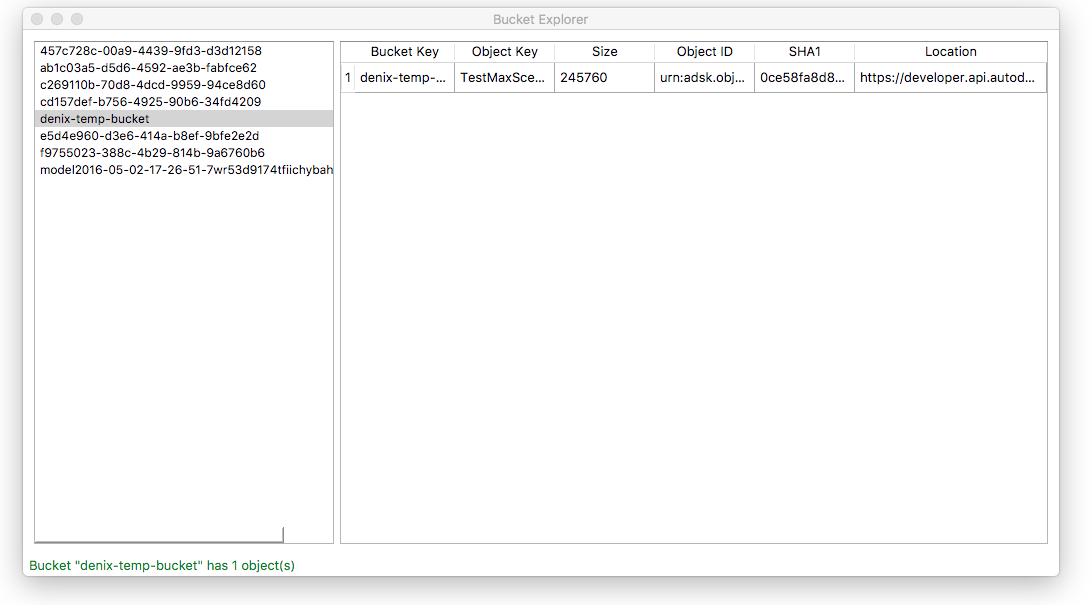 Bucket Explorer
457c728c-00a9-4439-9fd3-d3d12158
ab1c03a5-d5d6-4592-ae3b-fabfce62
c269110b-70d8-4dcd-9959-94ce8d60
cd157def-b756-4925-90b6-34fd4209
denix-temp-bucket
e5d4e960-d3e6-414a-b8ef-9bfe2e2d
f9755023-388c-4b29-814b-9a6760b6
model2016-05-02-17-26-51-7wr53d9174tfiichybah
Bucket Key Object Key Size Object ID SHA1 Location
1 denix-temp-... TestMaxSce... 245760 urn:adsk.obj... 0ce58fa8d8... https://developer.api.autod...
Bucket "denix-temp-bucket" has 1 object(s)